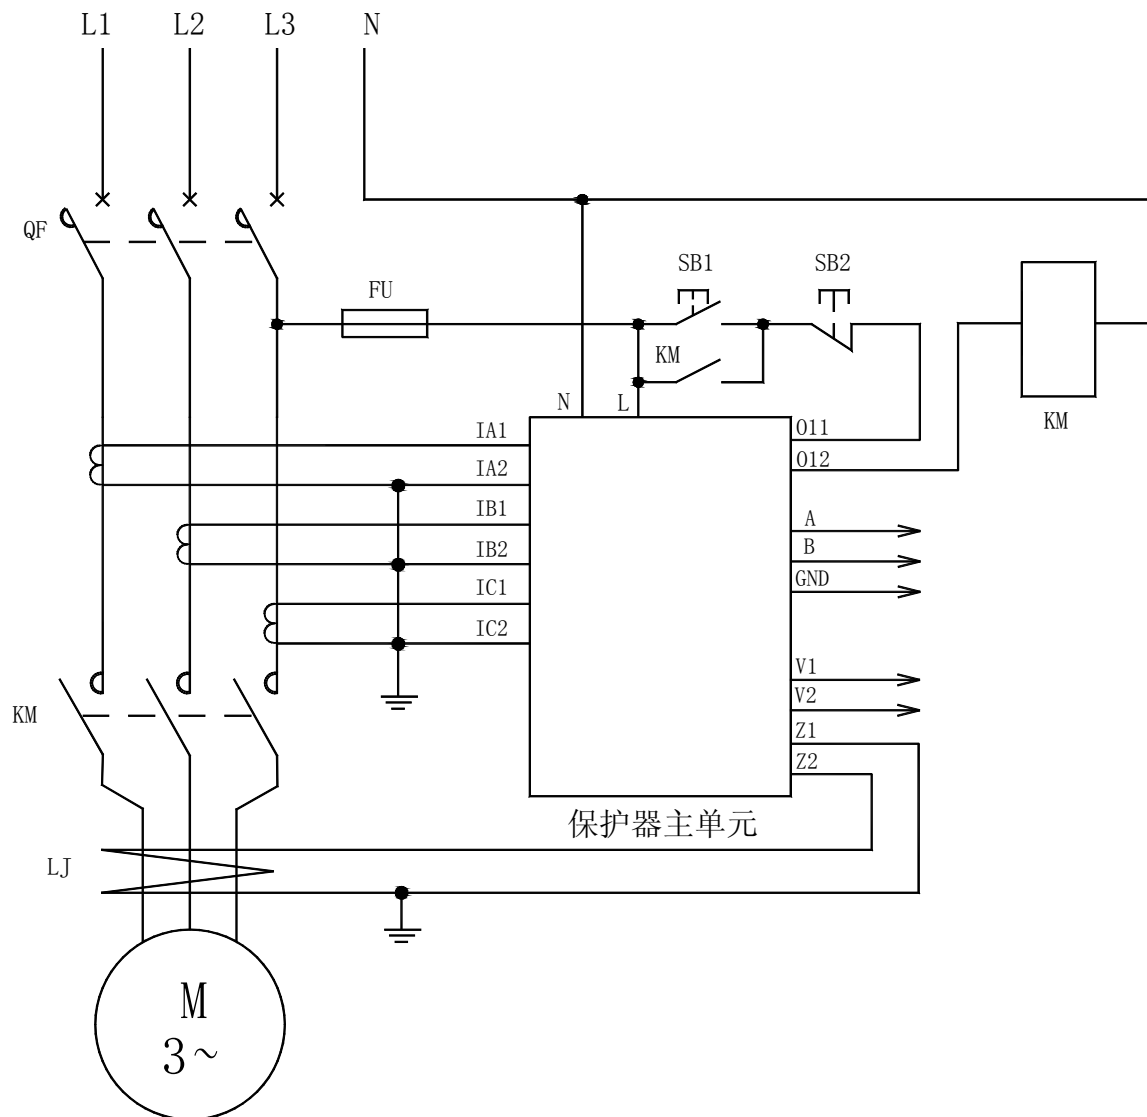 L1 L2 L3 N
QF
SB1 SB2
FU
KM
N L
KM
IA1
O11
O12
IA2
IB1
A
IB2
B
IC1
GND
IC2
V1
V2
KM
Z1
Z2
保护器主单元
LJ
M
3~